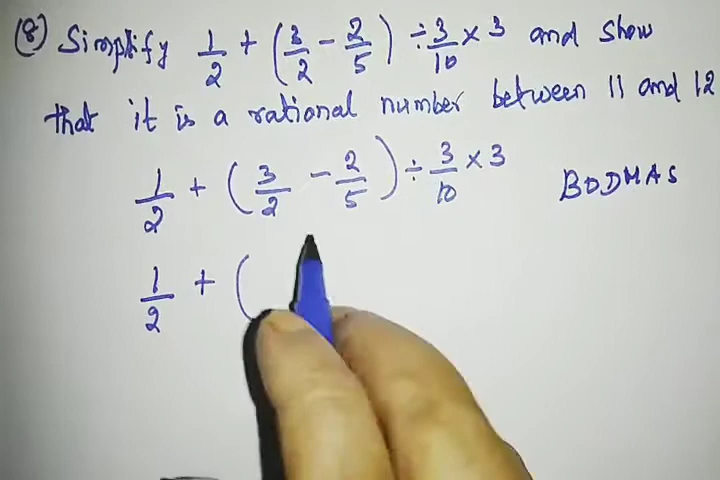 (8) Simplify 1/2 + (3/2 - 2/5) ÷ 3/10 × 3 and show
that it is a rational number between 11 and 12
1/2 + (3/2 - 2/5) ÷ 3/10 × 3 BODMAS
1/2 + (